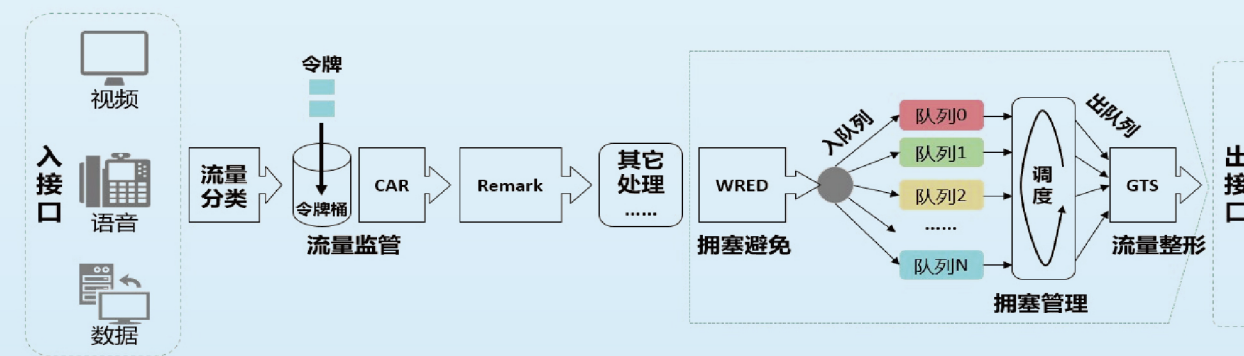 视频
入接口
语音
数据
流量分类
令牌
令牌桶
CAR
流量监管
Remark
其它
处理
......
WRED
拥塞避免
入队列
队列0
队列1
队列2
......
队列N
调度
拥塞管理
出队列
GTS
流量整形
出接口